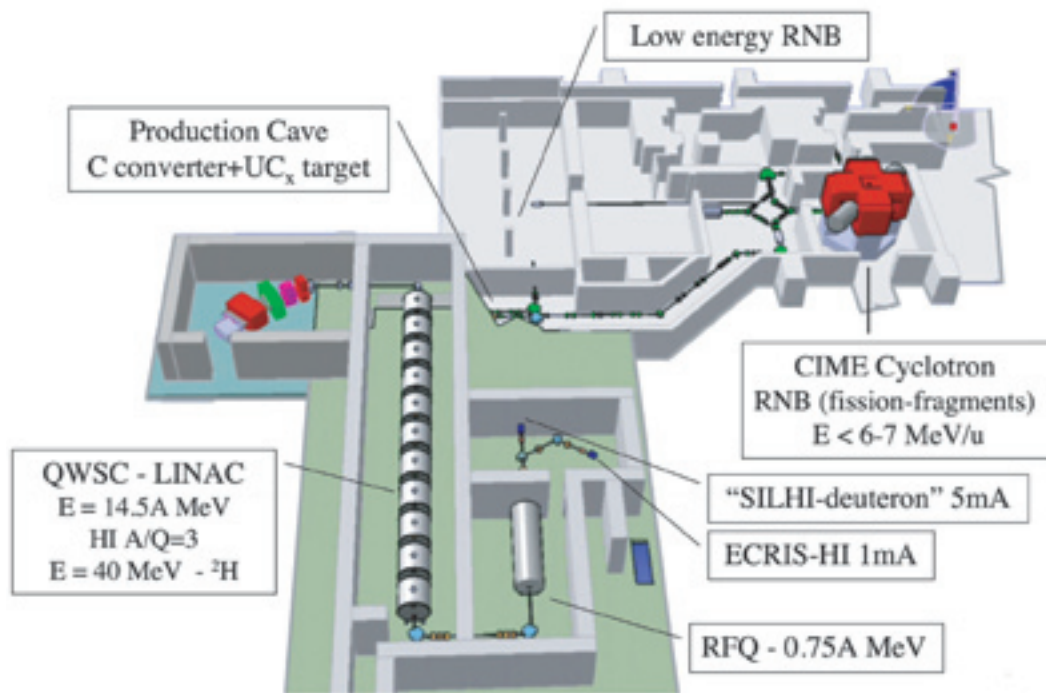 Low energy RNB
Production Cave
C converter+UCₓ target
CIME Cyclotron
RNB (fission-fragments)
E < 6-7 MeV/u
QWSC - LINAC
E = 14.5A MeV
HI A/Q=3
E = 40 MeV - ²H
“SILHI-deuteron” 5mA
ECRIS-HI 1mA
RFQ - 0.75A MeV